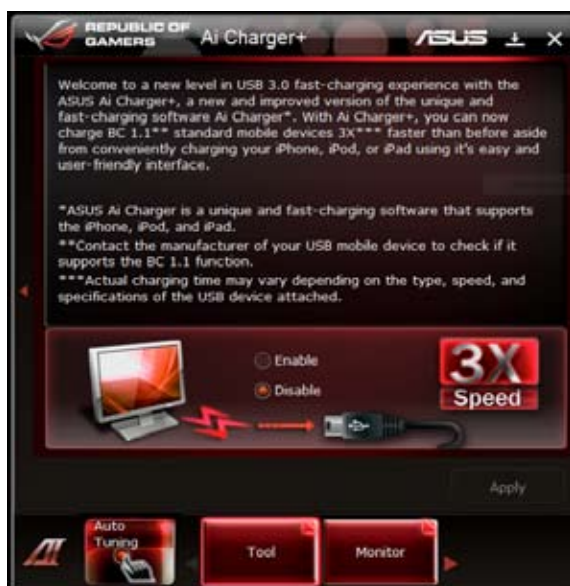 REPUBLIC OF
GAMERS
Ai Charger+
ASUS
Welcome to a new level in USB 3.0 fast-charging experience with the
ASUS Ai Charger+, a new and improved version of the unique and
fast-charging software Ai Charger*. With Ai Charger+, you can now
charge BC 1.1** standard mobile devices 3X*** faster than before aside
from conveniently charging your iPhone, iPod, or iPad using it's easy and
user-friendly interface.
*ASUS Ai Charger is a unique and fast-charging software that supports
the iPhone, iPod, and iPad.
**Contact the manufacturer of your USB mobile device to check if it
supports the BC 1.1 function.
***Actual charging time may vary depending on the type, speed, and
specifications of the USB device attached.
Enable
Disable
3X
Speed
Apply
AI
Auto
Tuning
Tool
Monitor